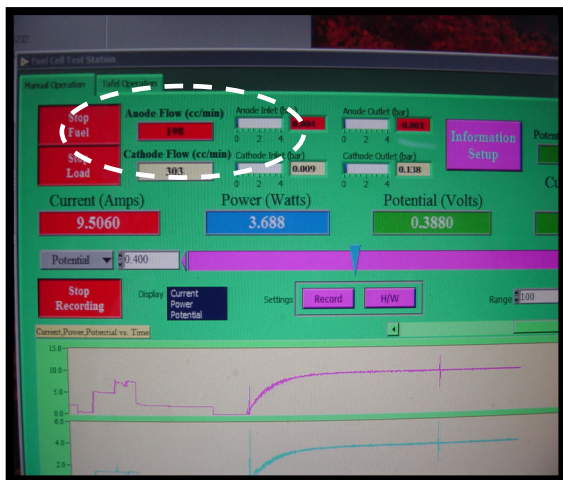 Fuel Cell Test Station
Manual Operation Tafel Operation
Stop Fuel
Anode Flow (cc/min)
198
Anode Inlet (bar)
0.004
0 2 4
Anode Outlet (bar)
0 2 4
Information Setup
Stop Load
Cathode Flow (cc/min)
303
Cathode Inlet (bar)
0.009
0 2 4
Cathode Outlet (bar)
0.138
0 2 4
Current (Amps)
9.5060
Power (Watts)
3.688
Potential (Volts)
0.3880
Potential
0.400
Stop Recording
Display
Current
Power
Potential
Settings
Record
H/W
Range
100
Current,Power,Potential vs. Time
15.0
10.0
5.0
0.0
6.0
4.0
2.0